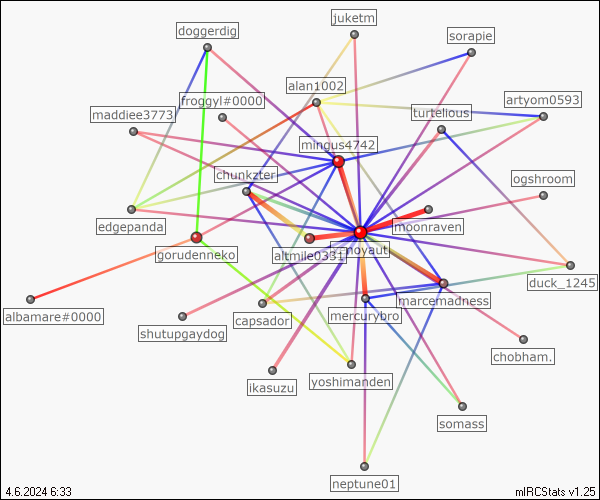 juketm
doggerdig
sorapie
alan1002
froggyl#0000
artyom0593
maddiee3773
turtellous
mingus4742
chunkzter
ogshroom
edgepanda
moonraven
noyaut
gorudenneko
altmile0331
duck_1245
marcemadness
albamare#0000
capsador
mercurybro
shutupgaydog
chobham.
yoshimanden
ikasuzu
somass
neptune01
4.6.2024 6:33
mIRCStats v1.25